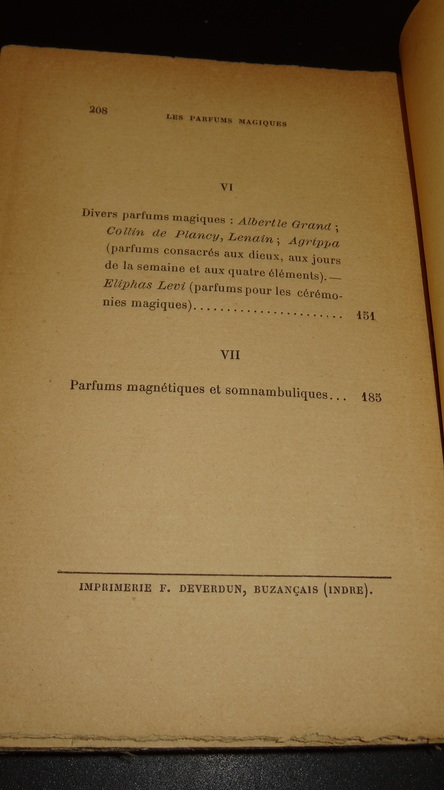 208
LES PARFUMS MAGIQUES
VI
Divers parfums magiques : Albertle Grand ;
Collin de Plancy, Lenain ; Agrippa
(parfums consacrés aux dieux, aux jours
de la semaine et aux quatre éléments). —
Eliphas Levi (parfums pour les cérémo-
nies magiques)....................... 151
VII
Parfums magnétiques et somnambuliques... 185
IMPRIMERIE F. DEVERDUN, BUZANÇAIS (INDRE).